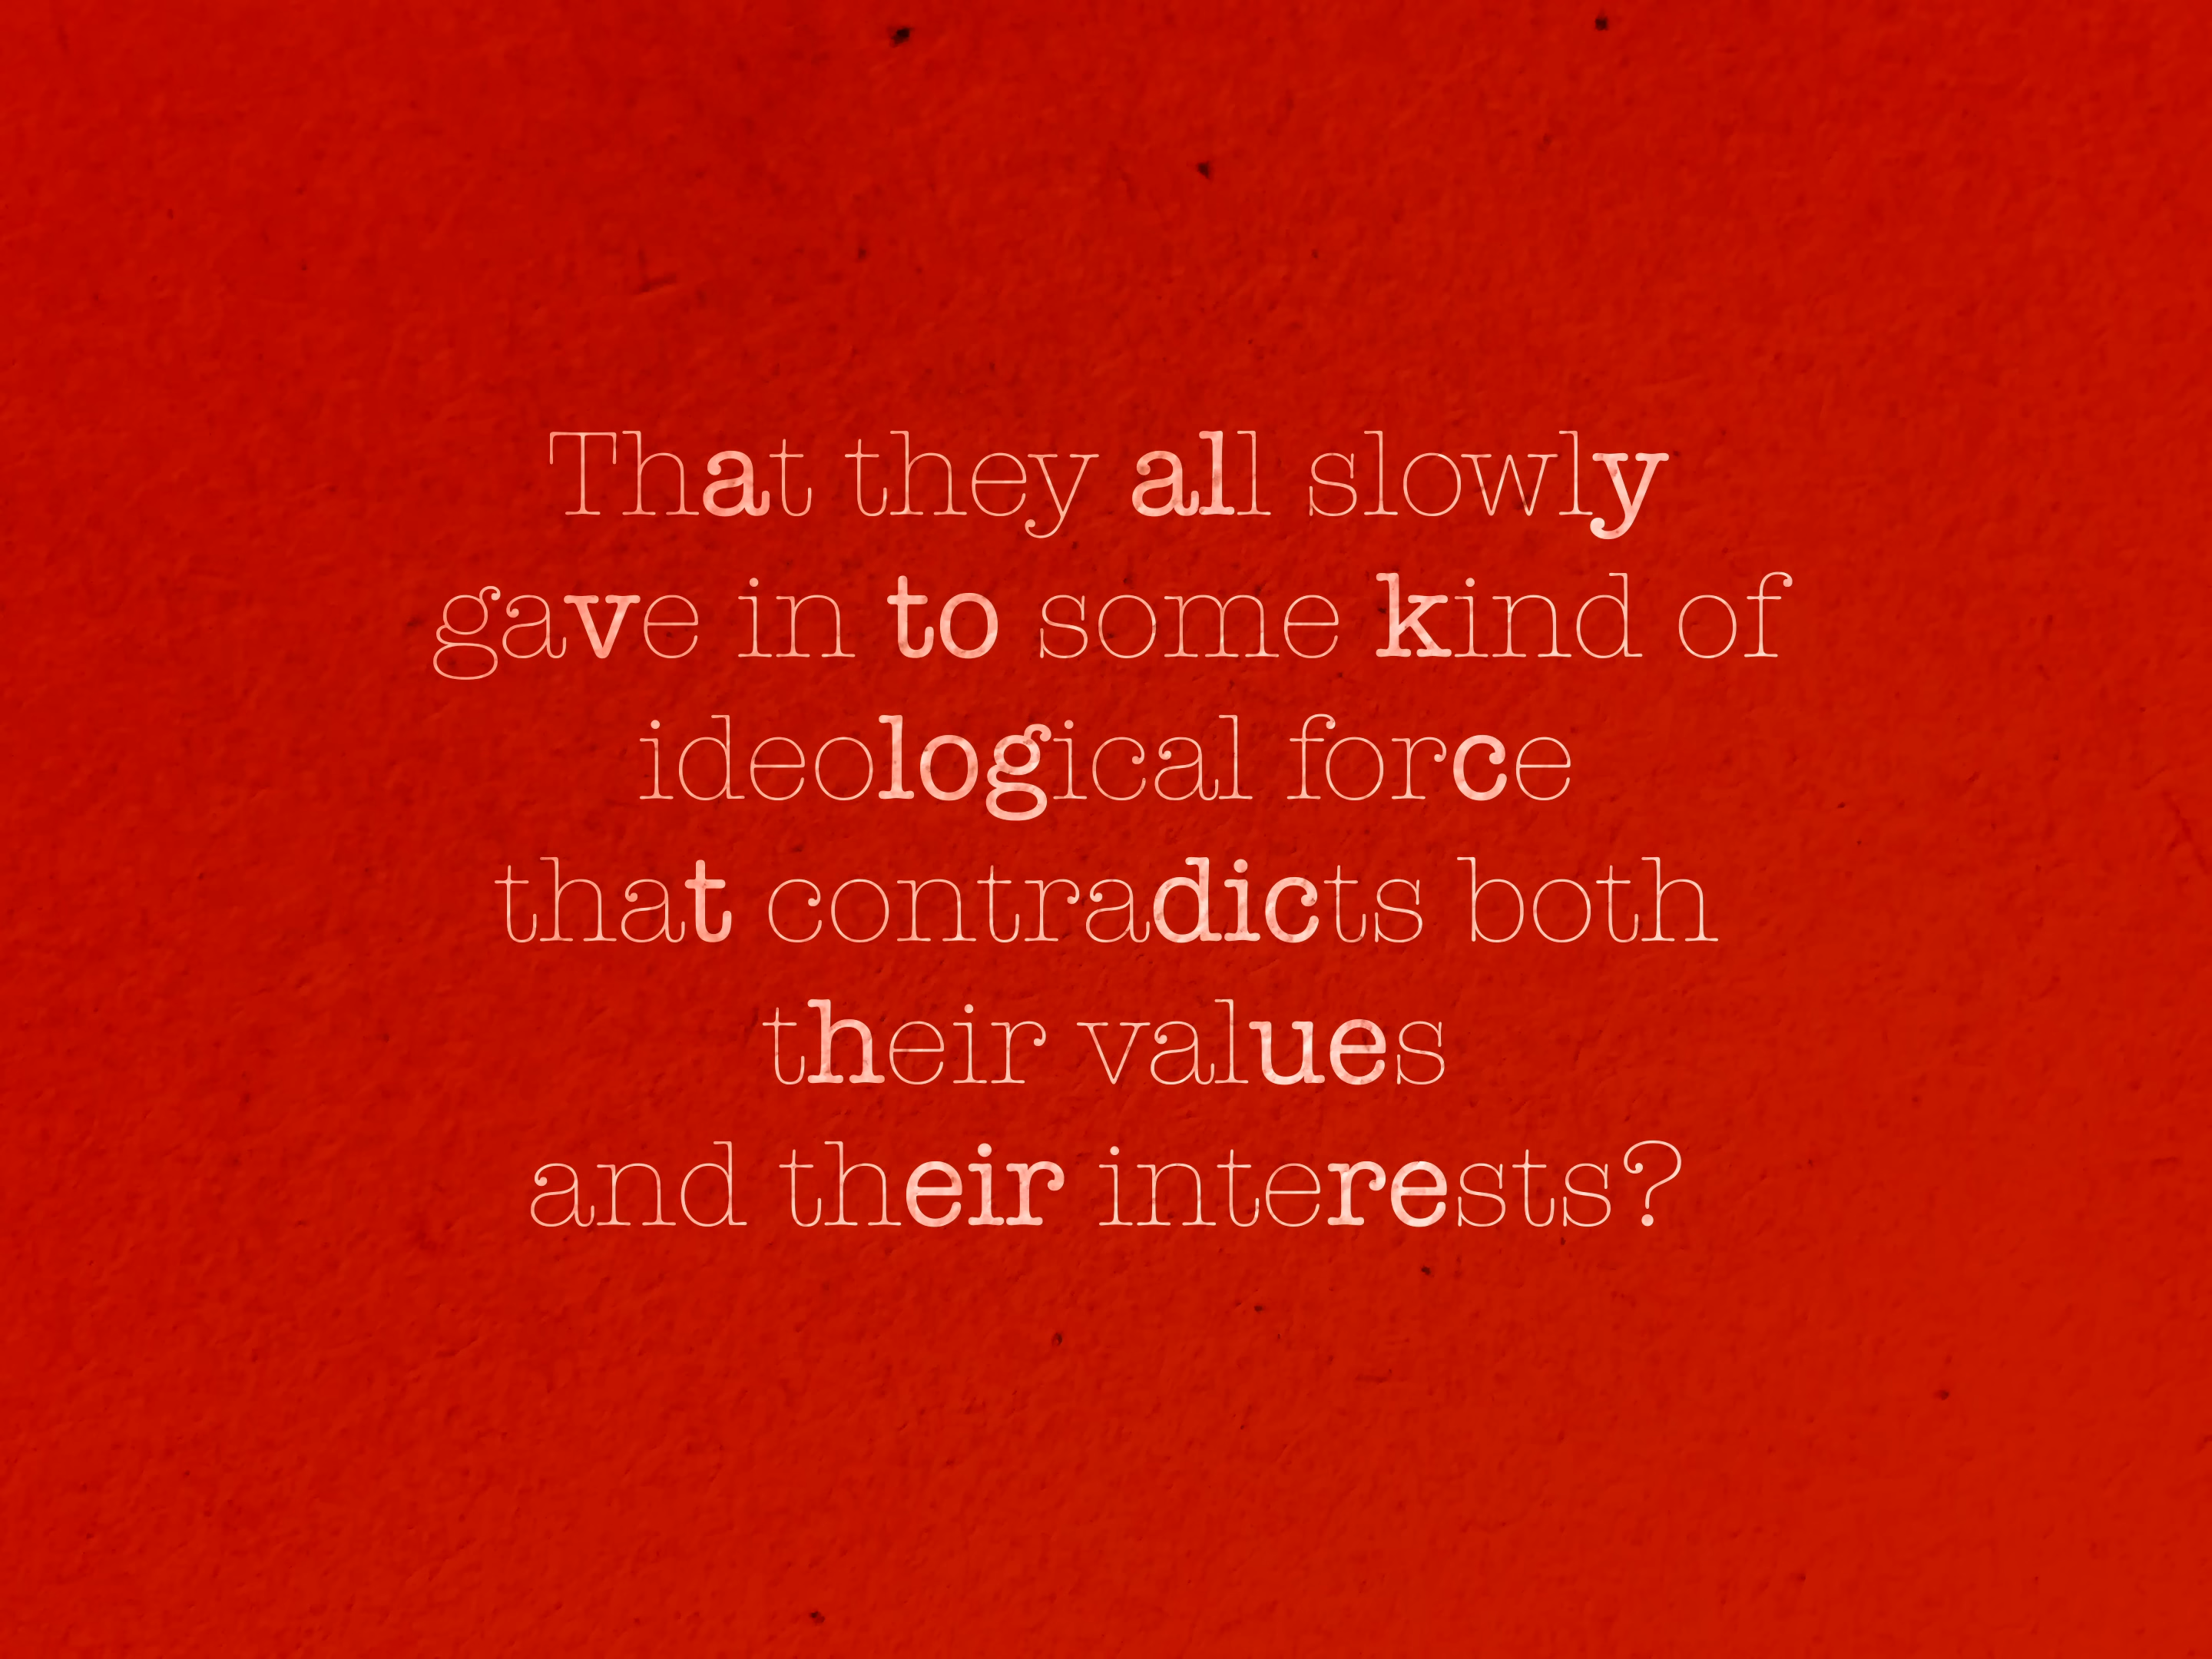 That they all slowly
gave in to some kind of
ideological force
that contradicts both
their values
and their interests?